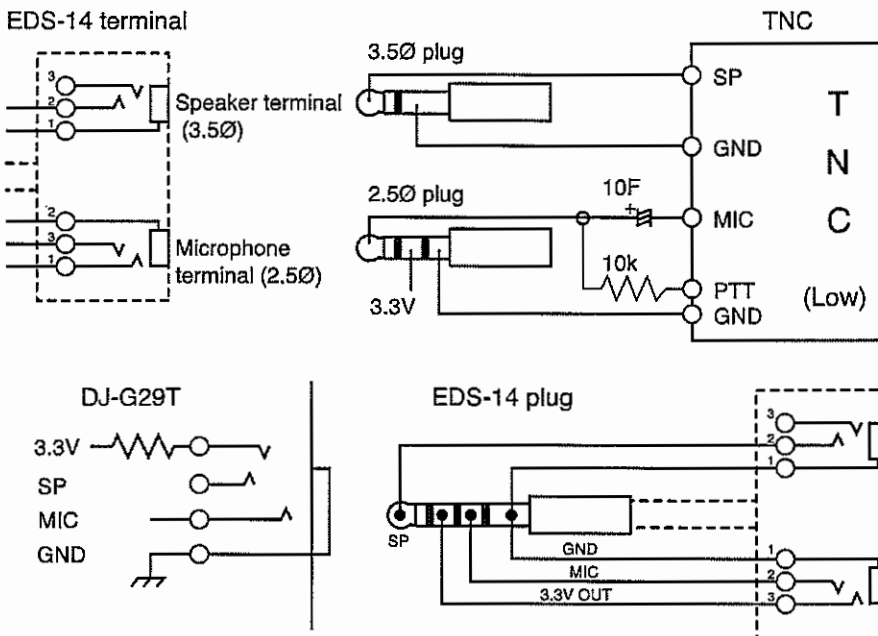 EDS-14 terminal
3
2
1
Speaker terminal
(3.5Ø)
2
3
1
Microphone
terminal (2.5Ø)
3.5Ø plug
2.5Ø plug
3.3V
10F
+
10k
TNC
SP
GND
MIC
PTT
GND
T
N
C
(Low)
DJ-G29T
3.3V
SP
MIC
GND
EDS-14 plug
SP
GND
MIC
3.3V OUT
3
2
1
1
2
3